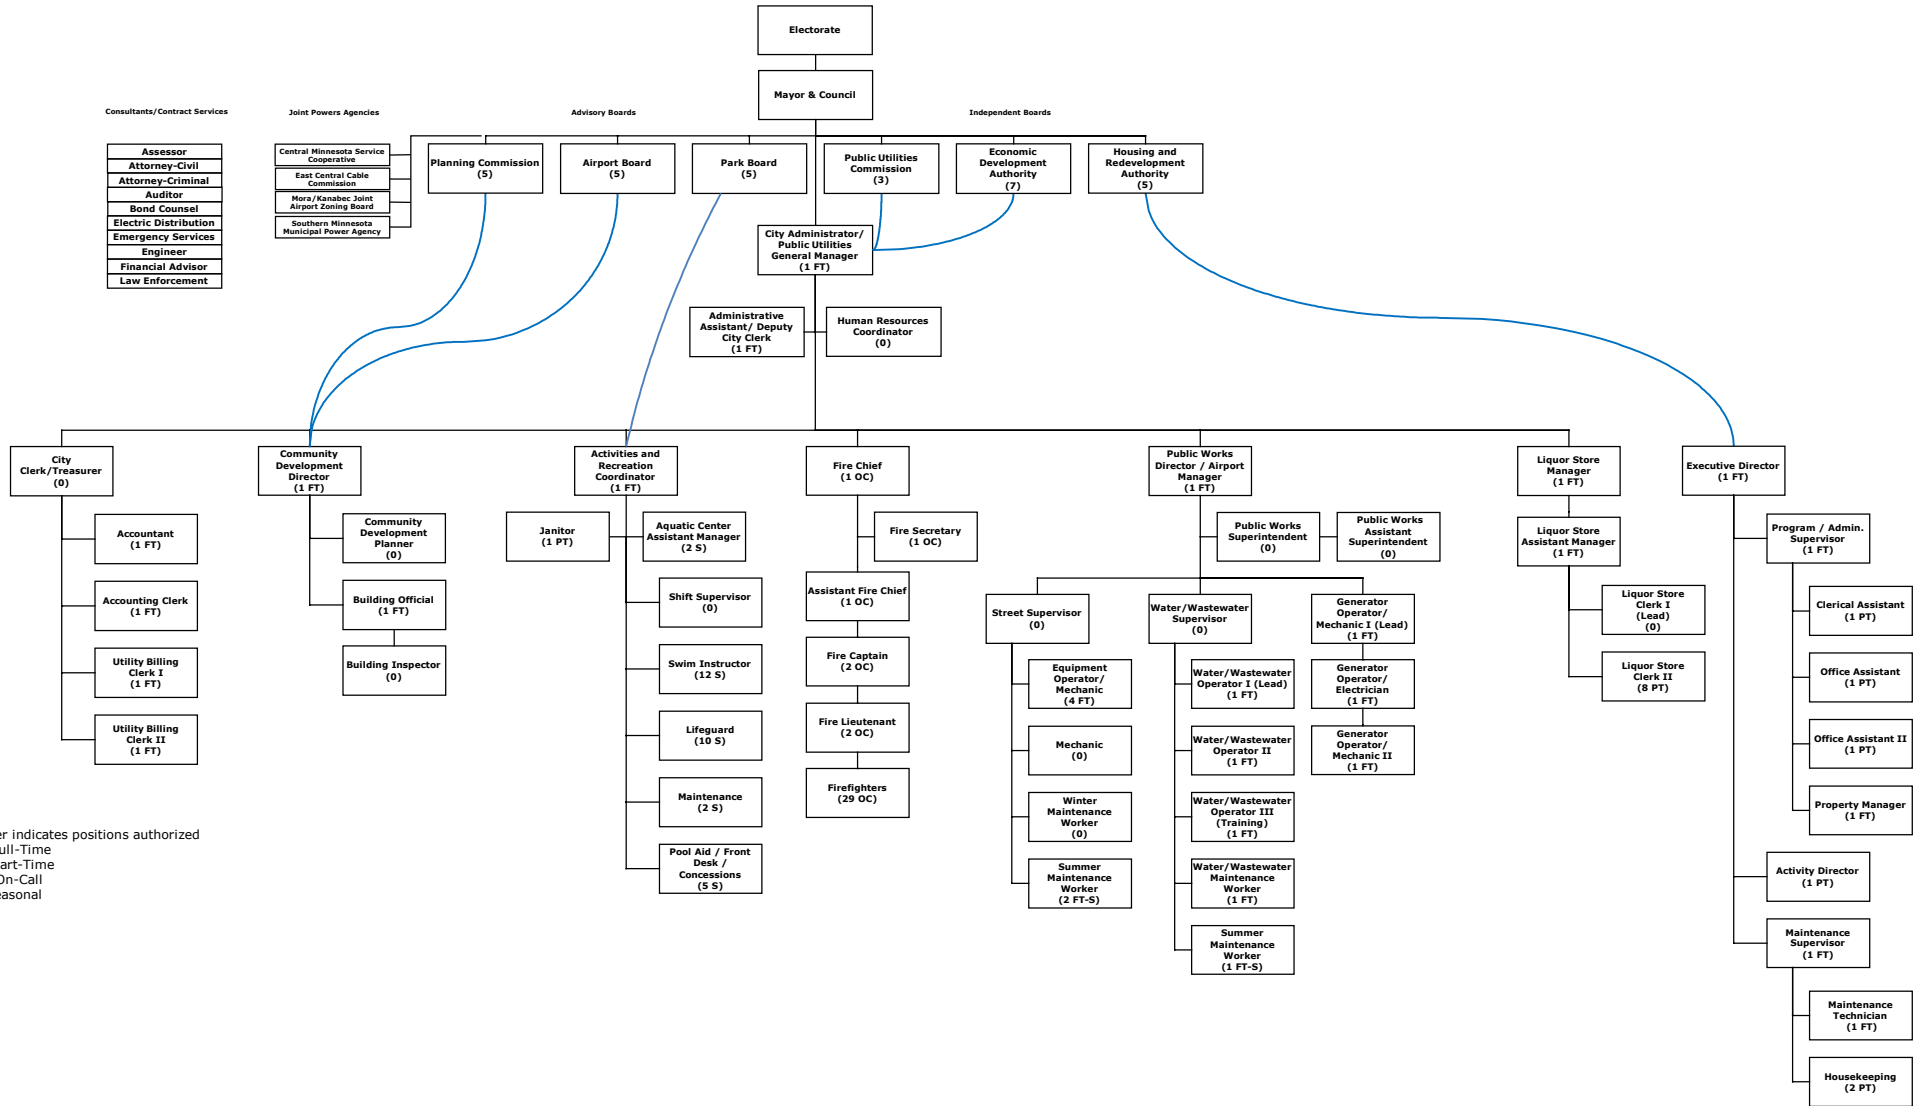 Electorate
Mayor & Council
Consultants/Contract Services
Joint Powers Agencies
Advisory Boards
Independent Boards
Assessor
Attorney-Civil
Attorney-Criminal
Auditor
Bond Counsel
Electric Distribution
Emergency Services
Engineer
Financial Advisor
Law Enforcement
Central Minnesota Service
Cooperative
East Central Cable
Commission
Mora/Kanabec Joint
Airport Zoning Board
Southern Minnesota
Municipal Power Agency
Planning Commission
(5)
Airport Board
(5)
Park Board
(5)
Public Utilities
Commission
(3)
Economic
Development
Authority
(7)
Housing and
Redevelopment
Authority
(5)
City Administrator/
Public Utilities
General Manager
(1 FT)
Administrative
Assistant/ Deputy
City Clerk
(1 FT)
Human Resources
Coordinator
(0)
City
Clerk/Treasurer
(0)
Accountant
(1 FT)
Accounting Clerk
(1 FT)
Utility Billing
Clerk I
(1 FT)
Utility Billing
Clerk II
(1 FT)
Community
Development
Director
(1 FT)
Community
Development
Planner
(0)
Building Official
(1 FT)
Building Inspector
(0)
Activities and
Recreation
Coordinator
(1 FT)
Janitor
(1 PT)
Aquatic Center
Assistant Manager
(2 S)
Shift Supervisor
(0)
Swim Instructor
(12 S)
Lifeguard
(10 S)
Maintenance
(2 S)
Pool Aid / Front
Desk /
Concessions
(5 S)
Fire Chief
(1 OC)
Fire Secretary
(1 OC)
Assistant Fire Chief
(1 OC)
Fire Captain
(2 OC)
Fire Lieutenant
(2 OC)
Firefighters
(29 OC)
Public Works
Director / Airport
Manager
(1 FT)
Public Works
Superintendent
(0)
Public Works
Assistant
Superintendent
(0)
Street Supervisor
(0)
Equipment
Operator/
Mechanic
(4 FT)
Mechanic
(0)
Winter
Maintenance
Worker
(0)
Summer
Maintenance
Worker
(2 FT-S)
Water/Wastewater
Supervisor
(0)
Water/Wastewater
Operator I (Lead)
(1 FT)
Water/Wastewater
Operator II
(1 FT)
Water/Wastewater
Operator III
(Training)
(1 FT)
Water/Wastewater
Maintenance
Worker
(1 FT)
Summer
Maintenance
Worker
(1 FT-S)
Generator
Operator/
Mechanic I (Lead)
(1 FT)
Generator
Operator/
Electrician
(1 FT)
Generator
Operator/
Mechanic II
(1 FT)
Liquor Store
Manager
(1 FT)
Liquor Store
Assistant Manager
(1 FT)
Liquor Store
Clerk I
(Lead)
(0)
Liquor Store
Clerk II
(8 PT)
Executive Director
(1 FT)
Program / Admin.
Supervisor
(1 FT)
Clerical Assistant
(1 PT)
Office Assistant
(1 PT)
Office Assistant II
(1 PT)
Property Manager
(1 FT)
Activity Director
(1 PT)
Maintenance
Supervisor
(1 FT)
Maintenance
Technician
(1 FT)
Housekeeping
(2 PT)
er indicates positions authorized
ull-Time
art-Time
On-Call
easonal